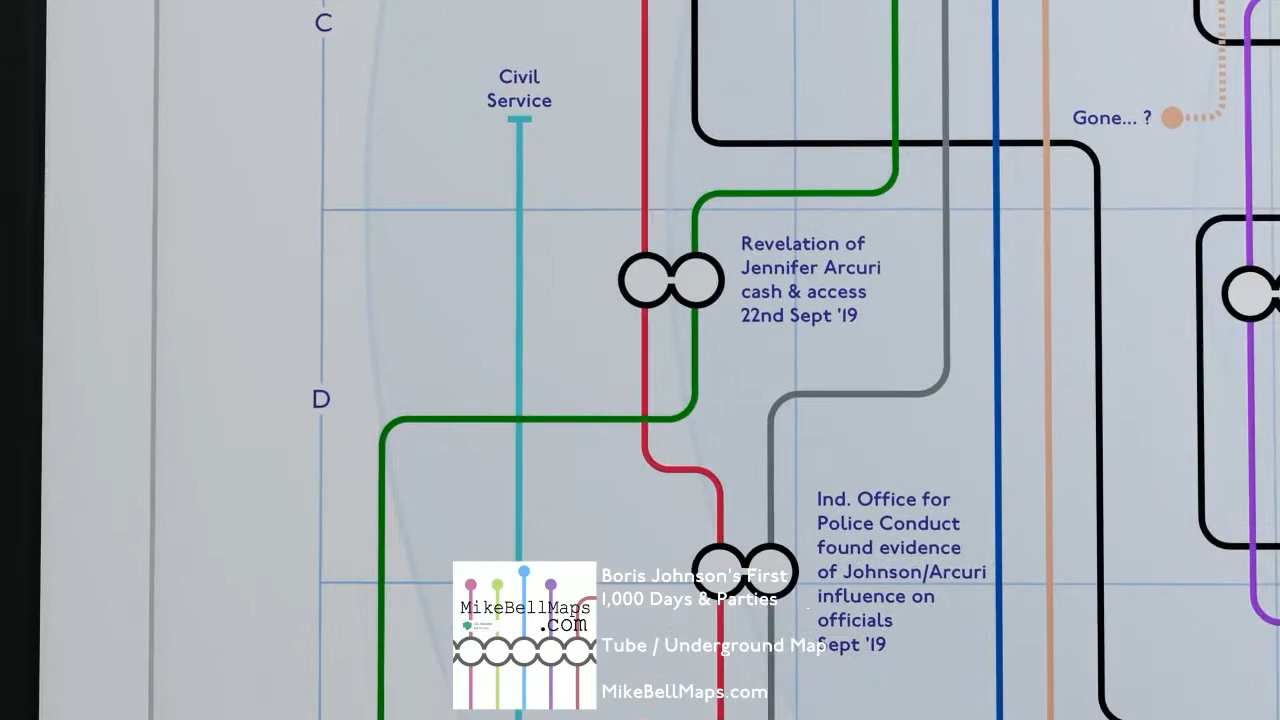 C
Civil
Service
Gone... ?
Revelation of
Jennifer Arcuri
cash & access
22nd Sept '19
D
Ind. Office for
Police Conduct
found evidence
of Johnson/Arcuri
influence on
officials
Sept '19
MikeBellMaps
.com
Boris Johnson's First
1,000 Days & Parties
Tube / Underground Map
MikeBellMaps.com